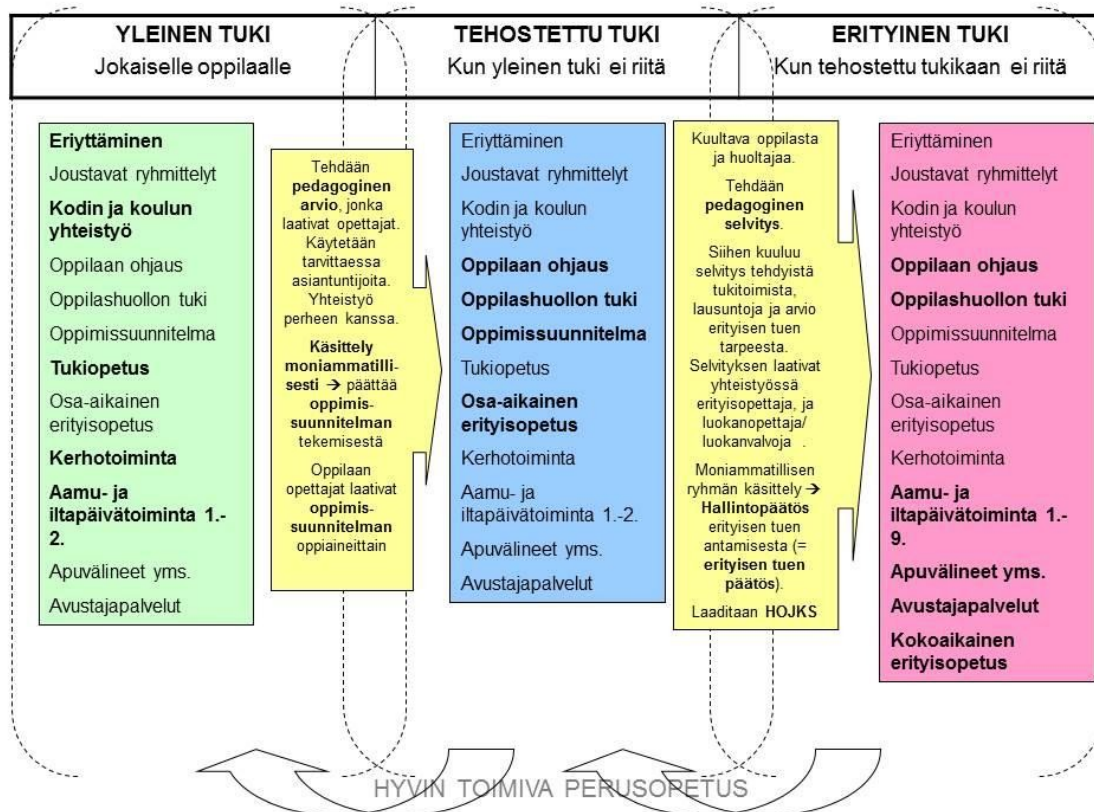 YLEINEN TUKI
Jokaiselle oppilaalle
TEHOSTETTU TUKI
Kun yleinen tuki ei riitä
ERITYINEN TUKI
Kun tehostettu tukikaan ei riitä
Eriyttäminen
Joustavat ryhmittelyt
Kodin ja koulun
yhteistyö
Oppilaan ohjaus
Oppilashuollon tuki
Oppimissuunnitelma
Tukiopetus
Osa-aikainen
erityisopetus
Kerhotoiminta
Aamu- ja
iltapäivätoiminta 1.-
2.
Apuvälineet yms.
Avustajapalvelut
Tehdään
pedagoginen
arvio, jonka
laativat opettajat.
Käytetään
tarvittaessa
asiantuntijoita.
Yhteistyö
perheen kanssa.
Käsittely
moniammatilli-
sesti → päättää
oppimis-
suunnitelman
tekemisestä
Oppilaan
opettajat laativat
oppimis-
suunnitelman
oppiaineittain
Eriyttäminen
Joustavat ryhmittelyt
Kodin ja koulun
yhteistyö
Oppilaan ohjaus
Oppilashuollon tuki
Oppimissuunnitelma
Tukiopetus
Osa-aikainen
erityisopetus
Kerhotoiminta
Aamu- ja
iltapäivätoiminta 1.-2.
Apuvälineet yms.
Avustajapalvelut
Kuultava oppilasta
ja huoltajaa.
Tehdään
pedagoginen
selvitys.
Siihen kuuluu
selvitys tehdyistä
tukitoimista,
lausuntoja ja arvio
erityisen tuen
tarpeesta.
Selvityksen laativat
yhteistyössä
erityisopettaja, ja
luokanopettaja/
luokanvalvoja .
Moniammatillisen
ryhmän käsittely →
Hallintopäätös
erityisen tuen
antamisesta (=
erityisen tuen
päätös).
Laaditaan HOJKS
Eriyttäminen
Joustavat ryhmittelyt
Kodin ja koulun
yhteistyö
Oppilaan ohjaus
Oppilashuollon tuki
Oppimissuunnitelma
Tukiopetus
Osa-aikainen
erityisopetus
Kerhotoiminta
Aamu- ja
iltapäivätoiminta 1.-
9.
Apuvälineet yms.
Avustajapalvelut
Kokoaikainen
erityisopetus
HYVIN TOIMIVA PERUSOPETUS